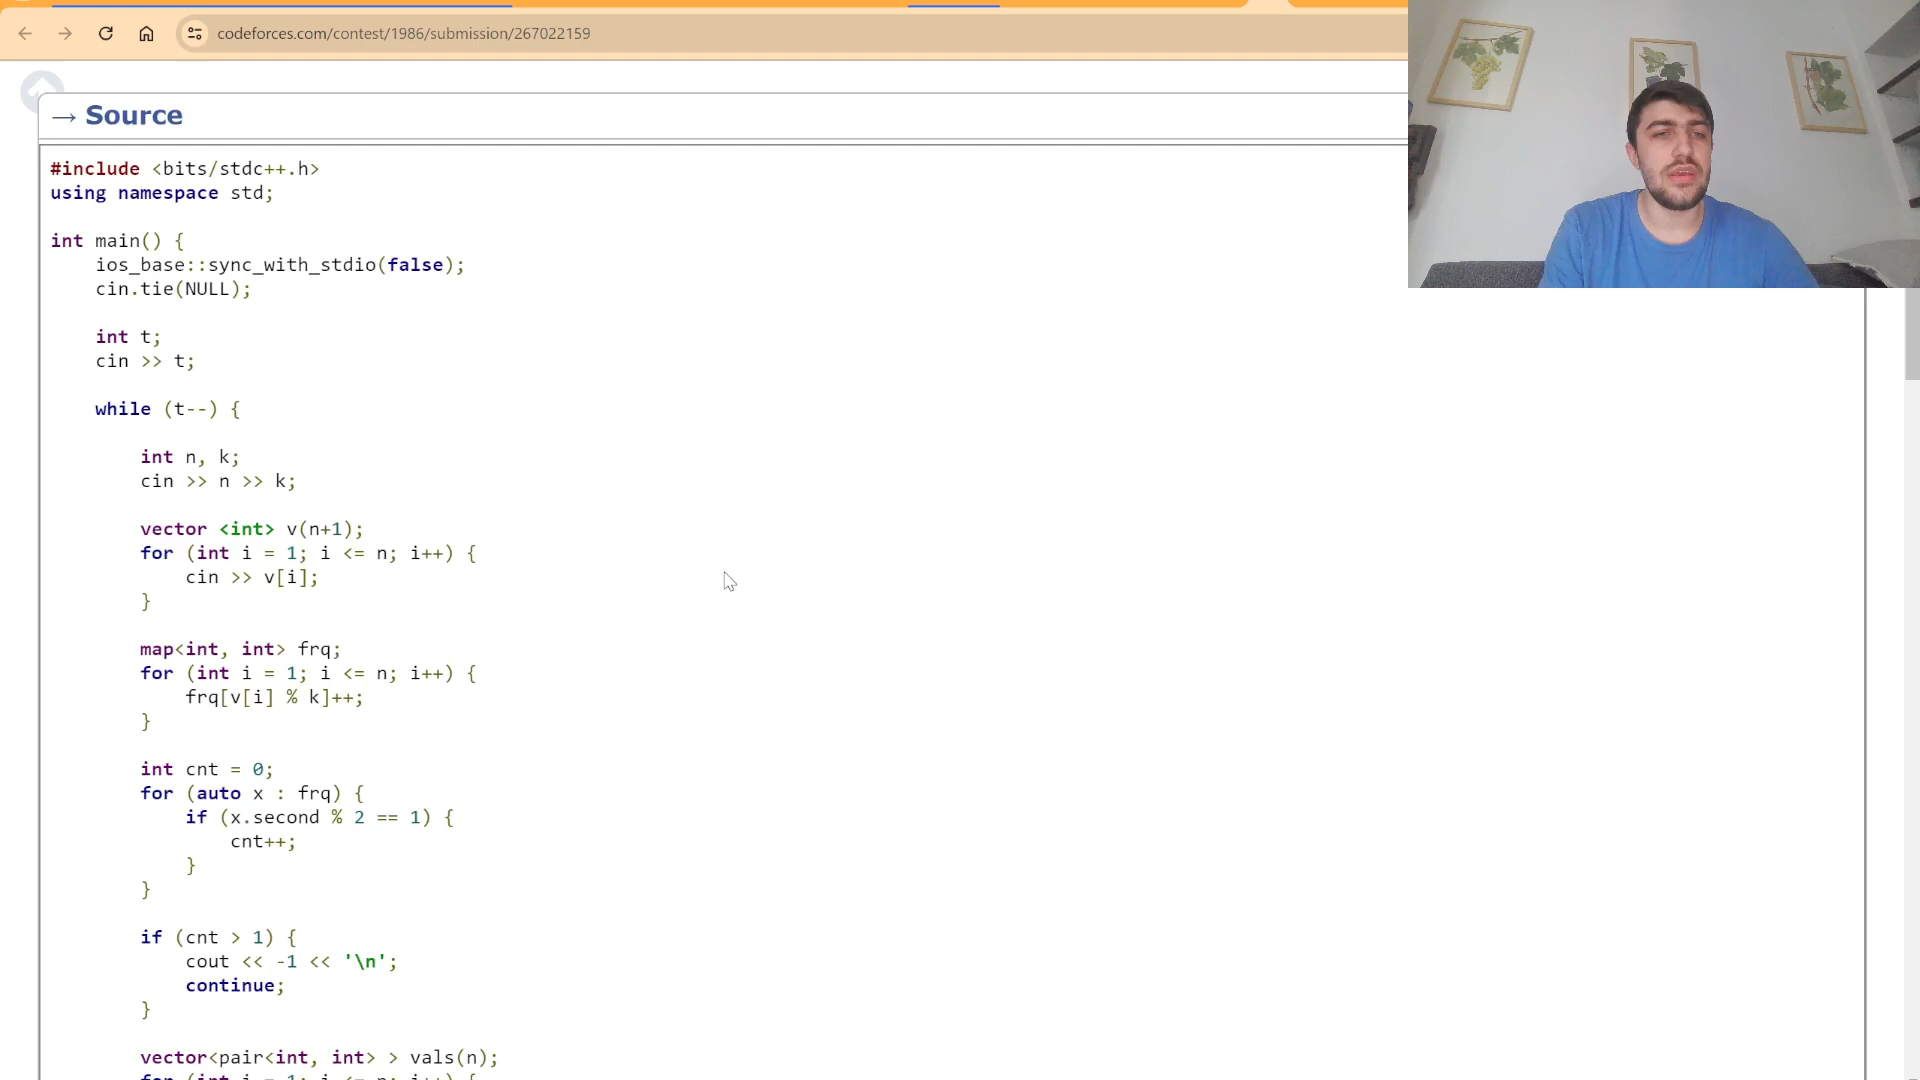 codeforces.com/contest/1986/submission/267022159
→ Source
#include <bits/stdc++.h>
using namespace std;
int main() {
ios_base::sync_with_stdio(false);
cin.tie(NULL);
int t;
cin >> t;
while (t--) {
int n, k;
cin >> n >> k;
vector <int> v(n+1);
for (int i = 1; i <= n; i++) {
cin >> v[i];
}
map<int, int> frq;
for (int i = 1; i <= n; i++) {
frq[v[i] % k]++;
}
int cnt = 0;
for (auto x : frq) {
if (x.second % 2 == 1) {
cnt++;
}
}
if (cnt > 1) {
cout << -1 << '\n';
continue;
}
vector<pair<int, int> > vals(n);
for (int i = 1; i <= n; i++) {